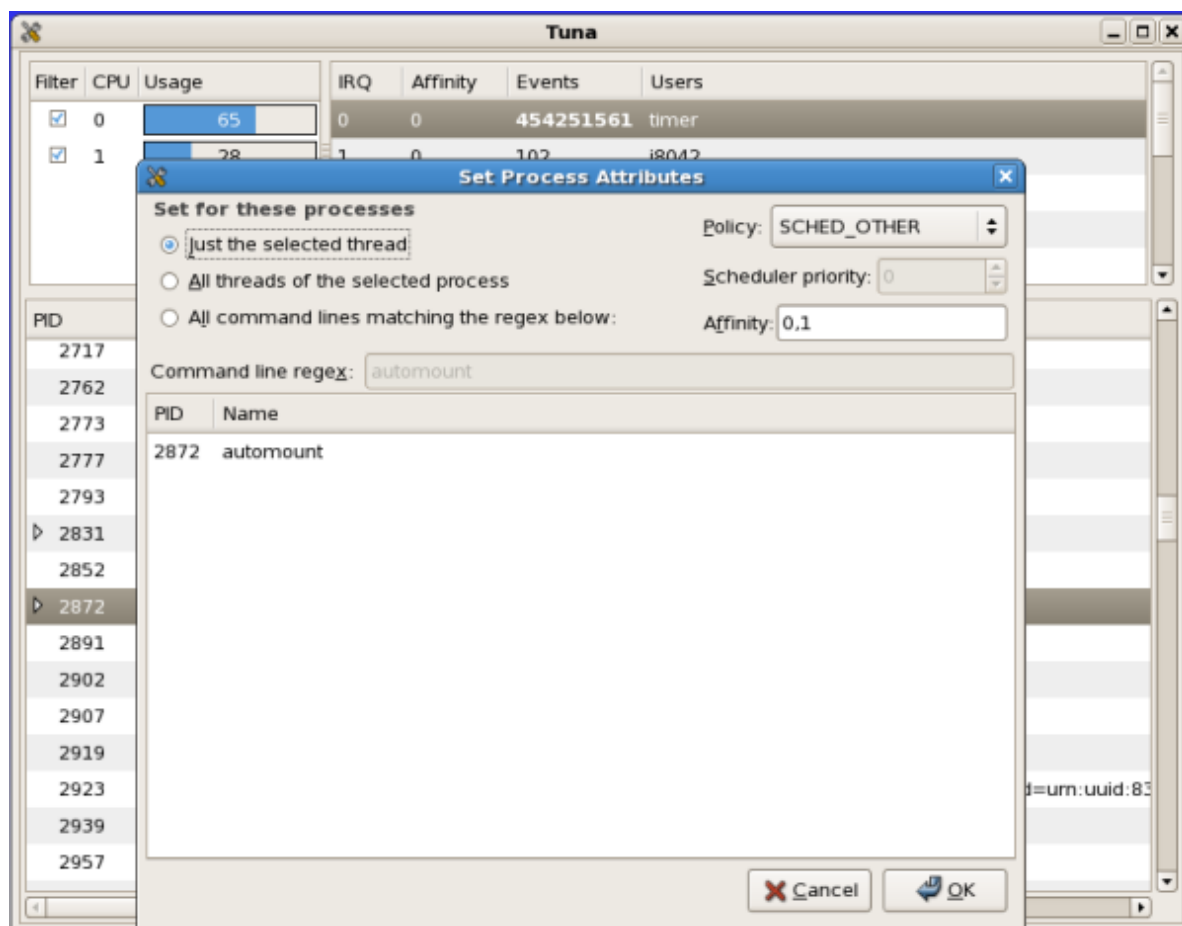 Tuna
Filter CPU Usage IRQ Affinity Events Users
0 65 0 0 454251561 timer
1 28 1 0 102 i8042
Set Process Attributes
Set for these processes
Policy: SCHED_OTHER
Just the selected thread
All threads of the selected process
Scheduler priority: 0
All command lines matching the regex below:
Affinity: 0,1
Command line regex: automount
PID Name
2872 automount
PID
2717
2762
2773
2777
2793
2831
2852
2872
2891
2902
2907
2919
2923 d=urn:uuid:83
2939
2957
Cancel OK